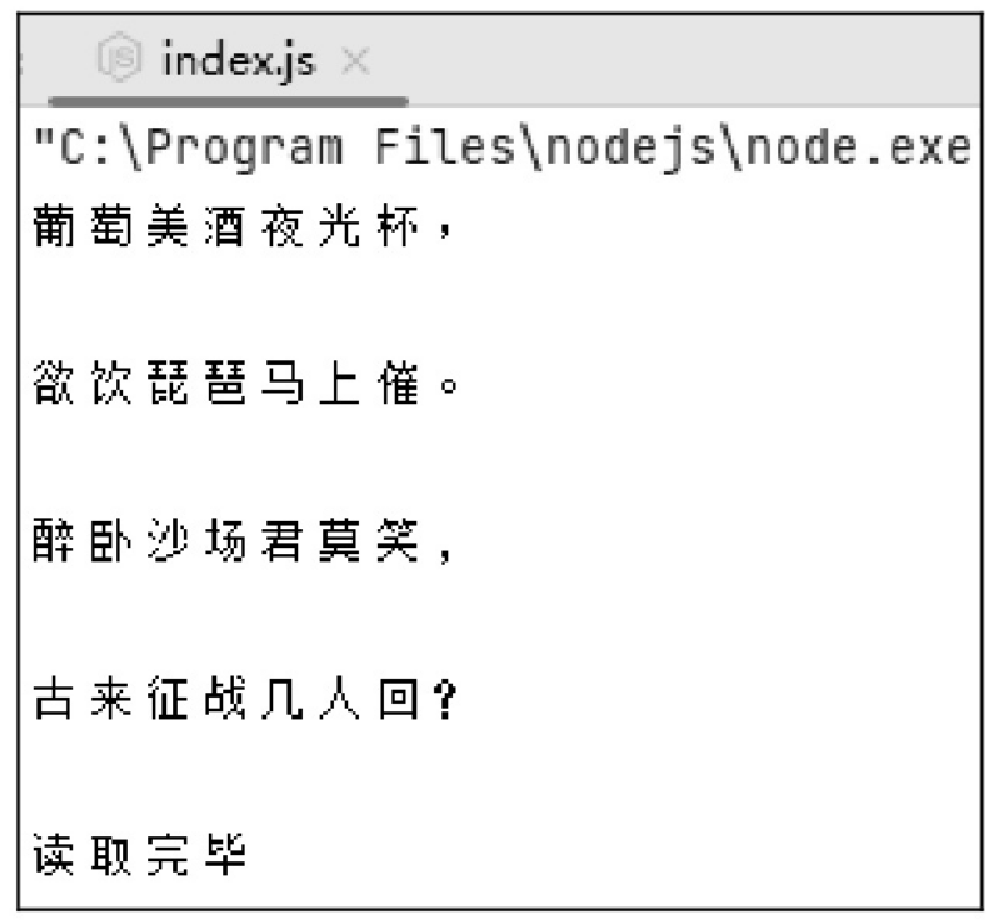 index.js ×
"C:\Program Files\nodejs\node.exe
葡萄美酒夜光杯，
欲饮琵琶马上催。
醉卧沙场君莫笑,
古来征战几人回?
读取完毕